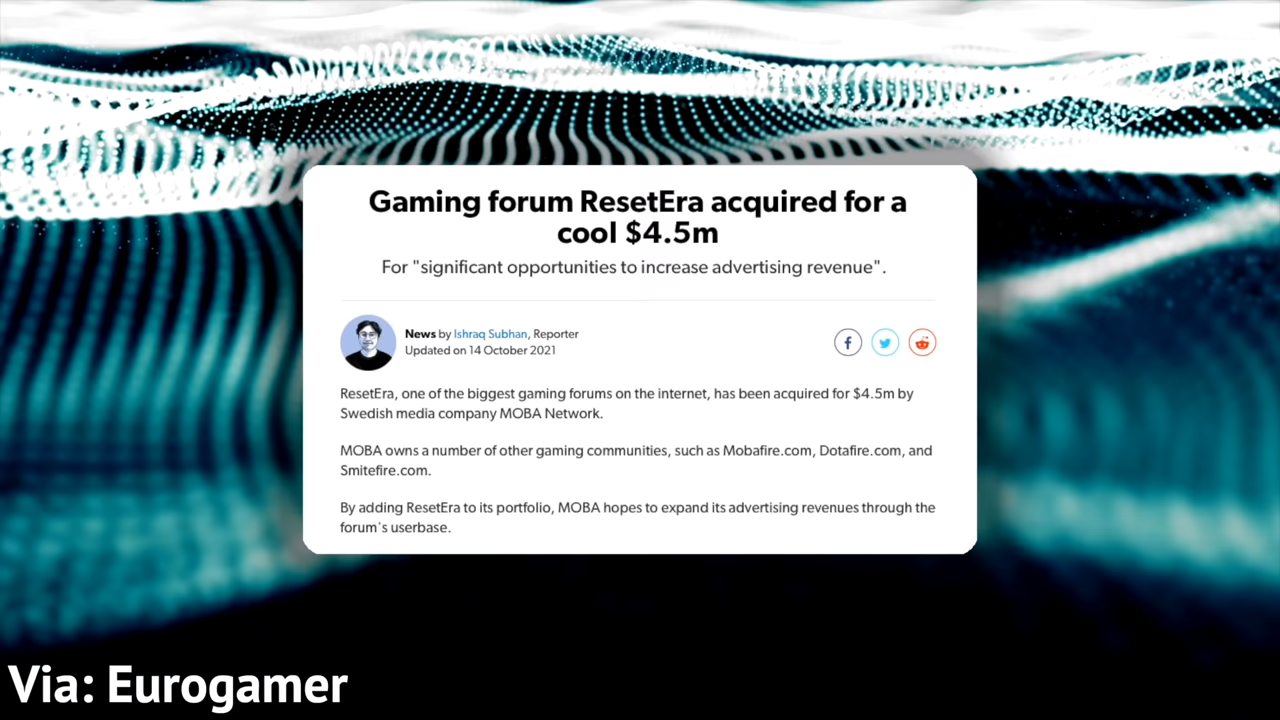 Gaming forum ResetEra acquired for a
cool $4.5m
For "significant opportunities to increase advertising revenue".
News by Ishraq Subhan, Reporter
Updated on 14 October 2021
ResetEra, one of the biggest gaming forums on the internet, has been acquired for $4.5m by
Swedish media company MOBA Network.
MOBA owns a number of other gaming communities, such as Mobafire.com, Dotafire.com, and
Smitefire.com.
By adding ResetEra to its portfolio, MOBA hopes to expand its advertising revenues through the
forum's userbase.
Via: Eurogamer